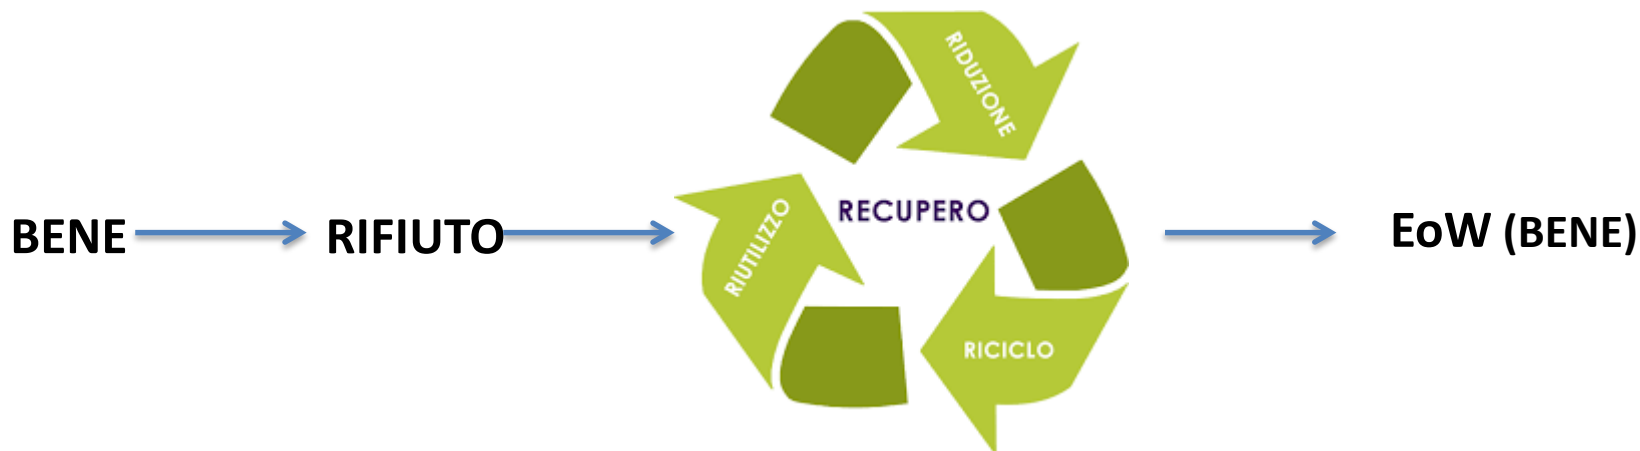 BENE
RIFIUTO
RIDUZIONE
RECUPERO
RIUTILIZZO
RICICLO
EoW (BENE)